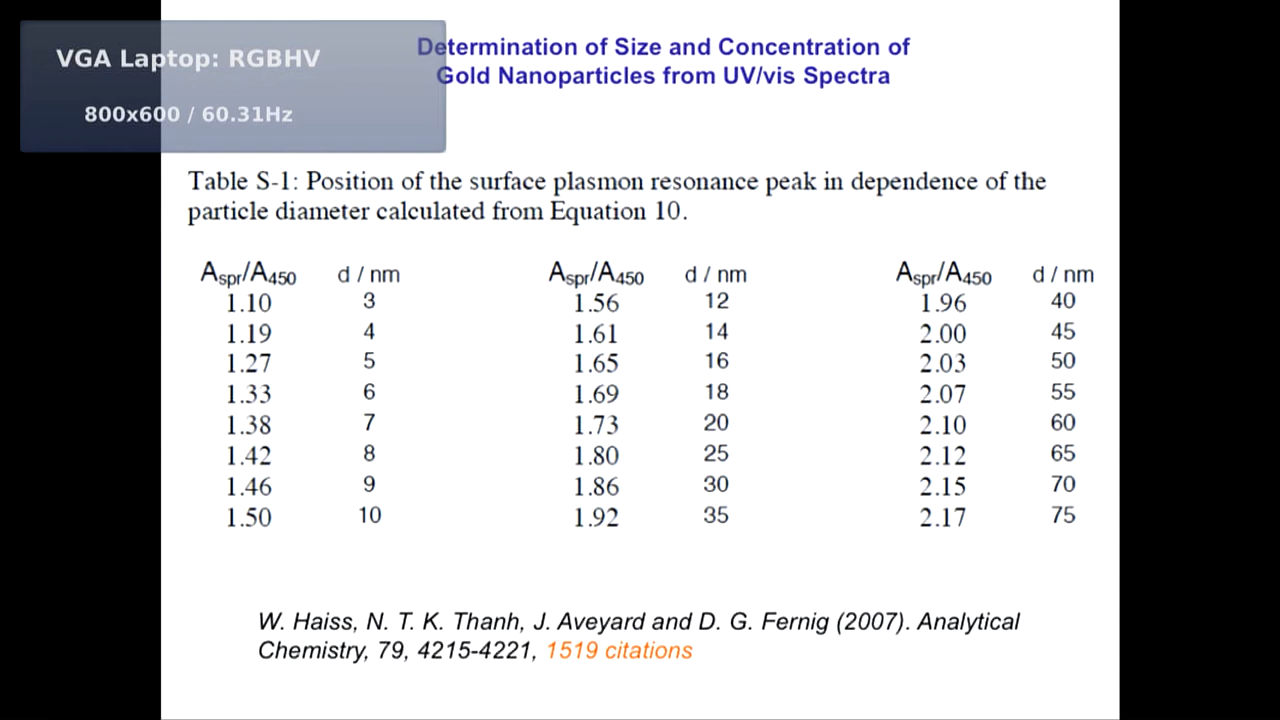 VGA Laptop: RGBHV
800x600 / 60.31Hz
Determination of Size and Concentration of
Gold Nanoparticles from UV/vis Spectra
Table S-1: Position of the surface plasmon resonance peak in dependence of the
particle diameter calculated from Equation 10.
Aspr/A450 d / nm Aspr/A450 d / nm Aspr/A450 d / nm
1.10 3 1.56 12 1.96 40
1.19 4 1.61 14 2.00 45
1.27 5 1.65 16 2.03 50
1.33 6 1.69 18 2.07 55
1.38 7 1.73 20 2.10 60
1.42 8 1.80 25 2.12 65
1.46 9 1.86 30 2.15 70
1.50 10 1.92 35 2.17 75
W. Haiss, N. T. K. Thanh, J. Aveyard and D. G. Fernig (2007). Analytical
Chemistry, 79, 4215-4221, 1519 citations